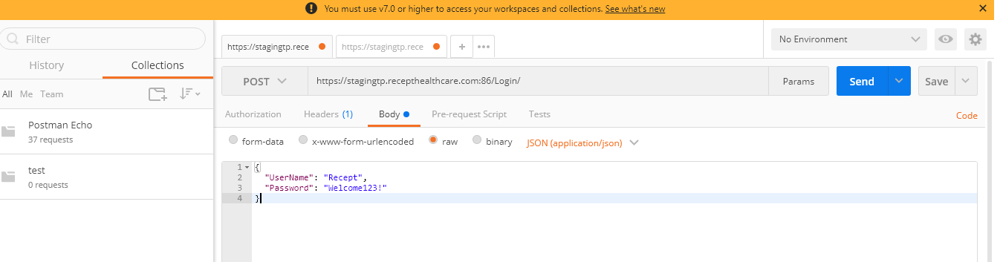 You must use v7.0 or higher to access your workspaces and collections. See what's new
Filter
History Collections
All Me Team
Postman Echo
37 requests
test
0 requests
https://stagingtp.rece https://stagingtp.rece + •••
No Environment
POST https://stagingtp.recepthealthcare.com:86/Login/ Params Send Save
Authorization Headers (1) Body Pre-request Script Tests Code
form-data x-www-form-urlencoded raw binary JSON (application/json)
1 {
2 "UserName": "Recept",
3 "Password": "Welcome123!"
4 }